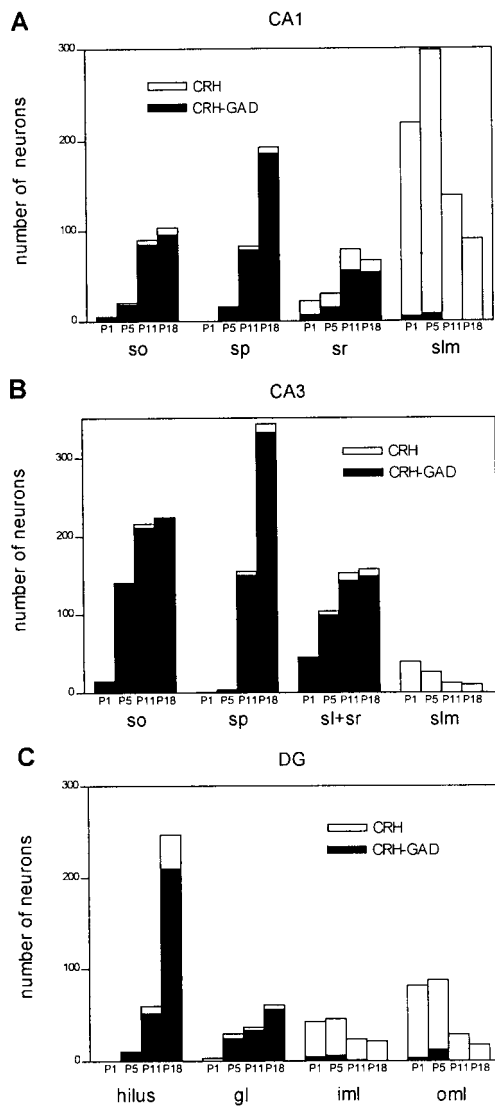 A
CA1
number of neurons
300
200
100
0
CRH
CRH-GAD
P1 P5 P11 P18 P1 P5 P11 P18 P1 P5 P11 P18 P1 P5 P11 P18
so sp sr slm
B
CA3
number of neurons
300
200
100
0
CRH
CRH-GAD
P1 P5 P11 P18 P1 P5 P11 P18 P1 P5 P11 P18 P1 P5 P11 P18
so sp sl+sr slm
C
DG
number of neurons
300
200
100
0
CRH
CRH-GAD
P1 P5 P11 P18 P1 P5 P11 P18 P1 P5 P11 P18 P1 P5 P11 P18
hilus gl iml oml